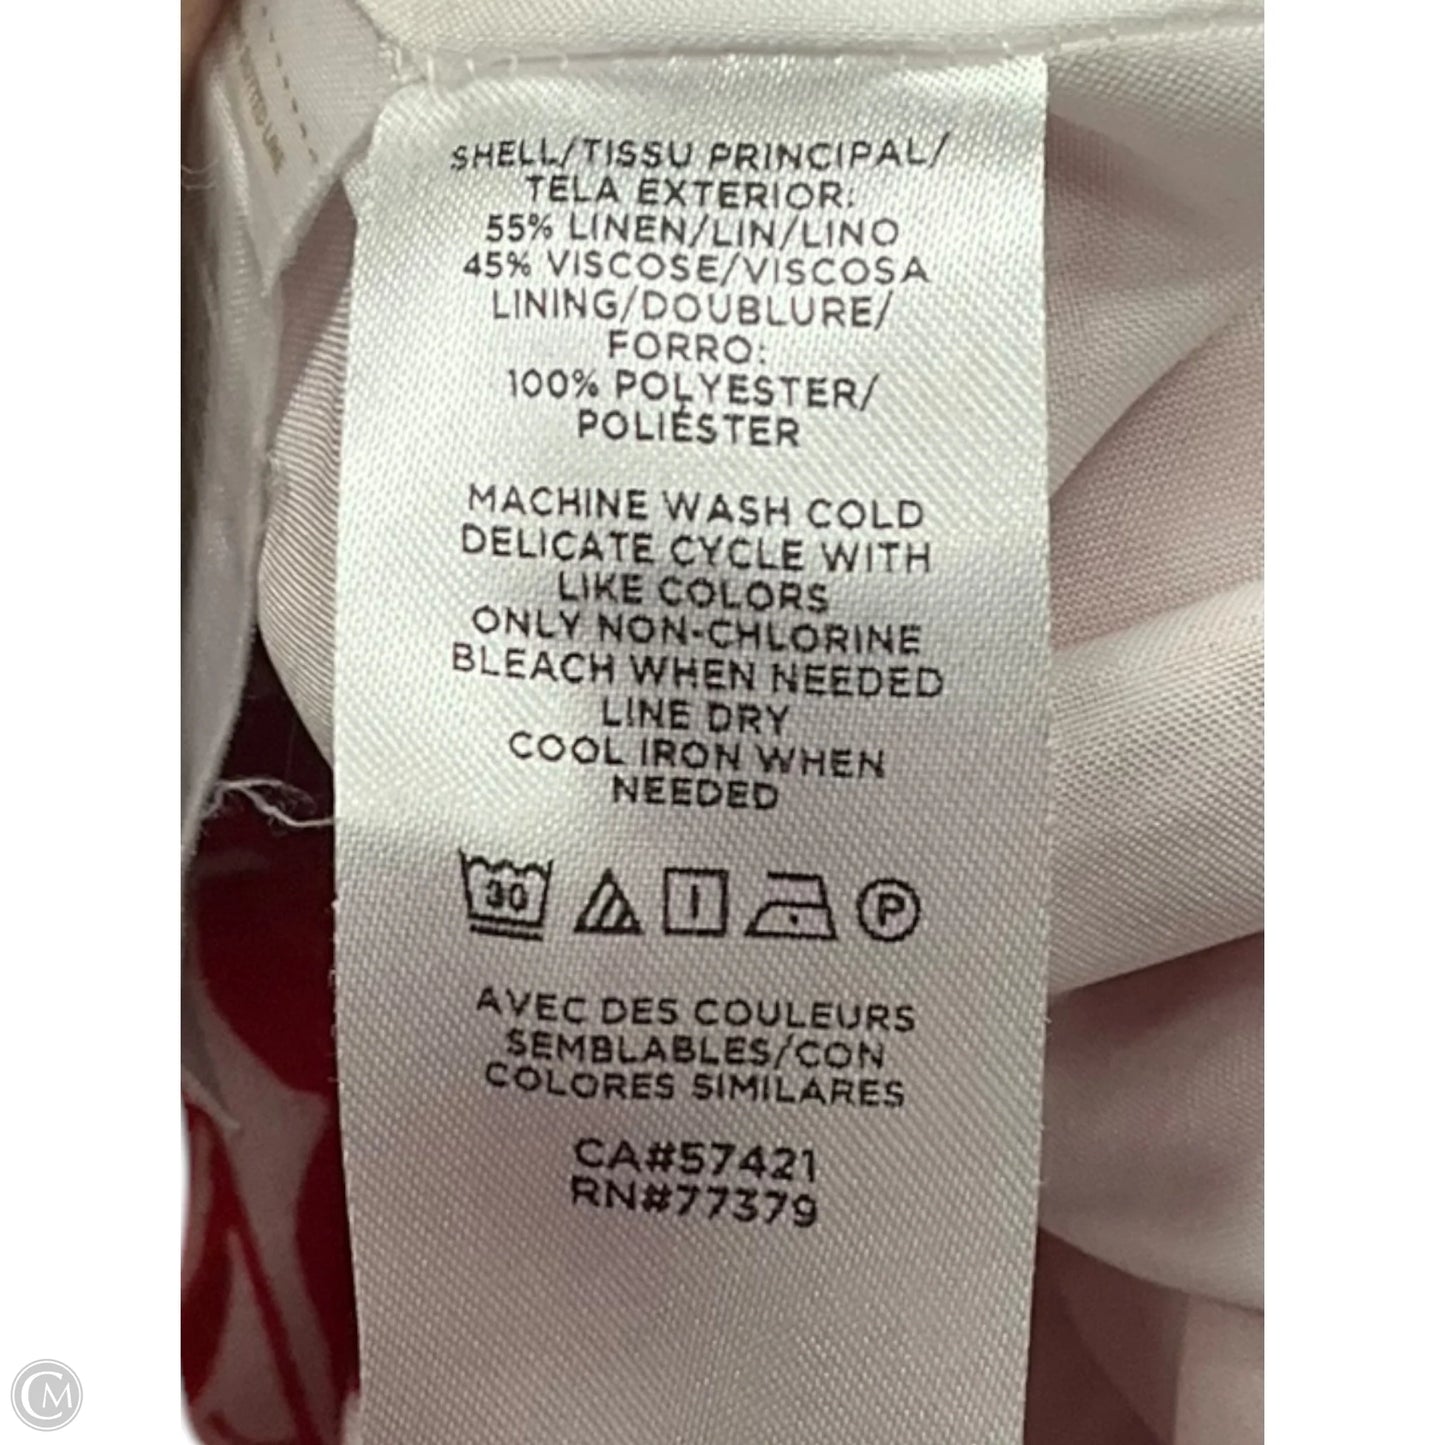 SHELL/TISSU PRINCIPAL/
TELA EXTERIOR:
55% LINEN/LIN/LINO
45% VISCOSE/VISCOSA
LINING/DOUBLURE/
FORRO:
100% POLYESTER/
POLIÉSTER
MACHINE WASH COLD
DELICATE CYCLE WITH
LIKE COLORS
ONLY NON-CHLORINE
BLEACH WHEN NEEDED
LINE DRY
COOL IRON WHEN
NEEDED
30 P
AVEC DES COULEURS
SEMBLABLES/CON
COLORES SIMILARES
CA#57421
RN#77379
CM